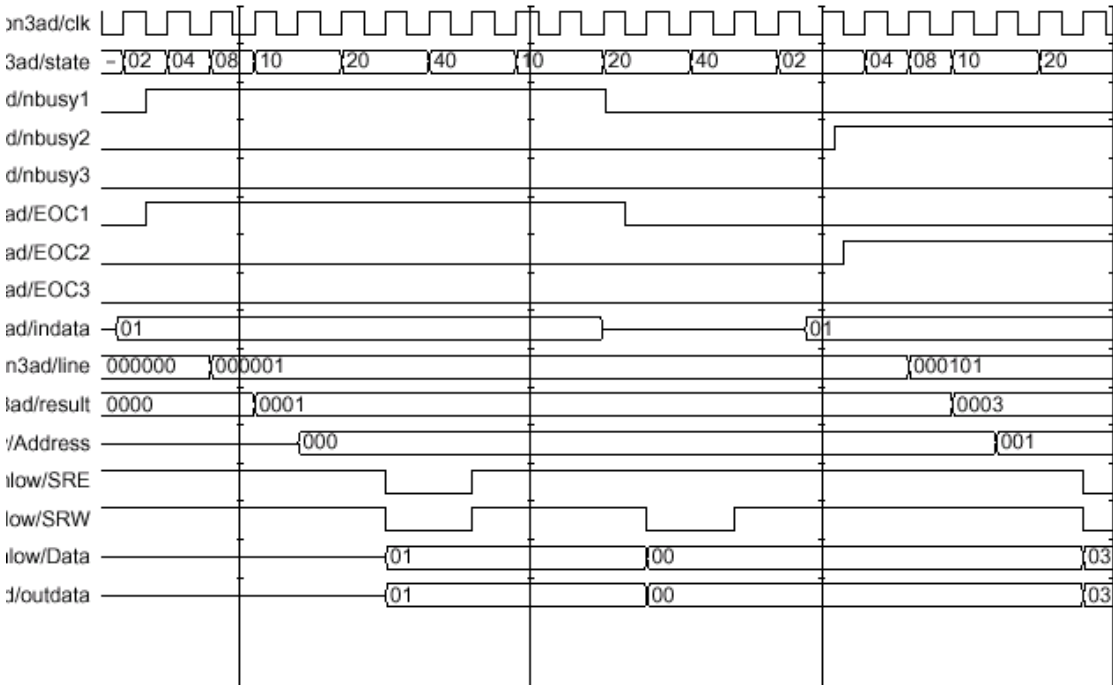 on3ad/clk
3ad/state - 02 04 08 10 20 40 10 20 40 02 04 08 10 20
d/nbusy1
d/nbusy2
d/nbusy3
ad/EOC1
ad/EOC2
ad/EOC3
ad/indata 01 01
n3ad/line 000000 000001 000101
3ad/result 0000 0001 0003
/Address 000 001
low/SRE
low/SRW
low/Data 01 00 03
d/outdata 01 00 03